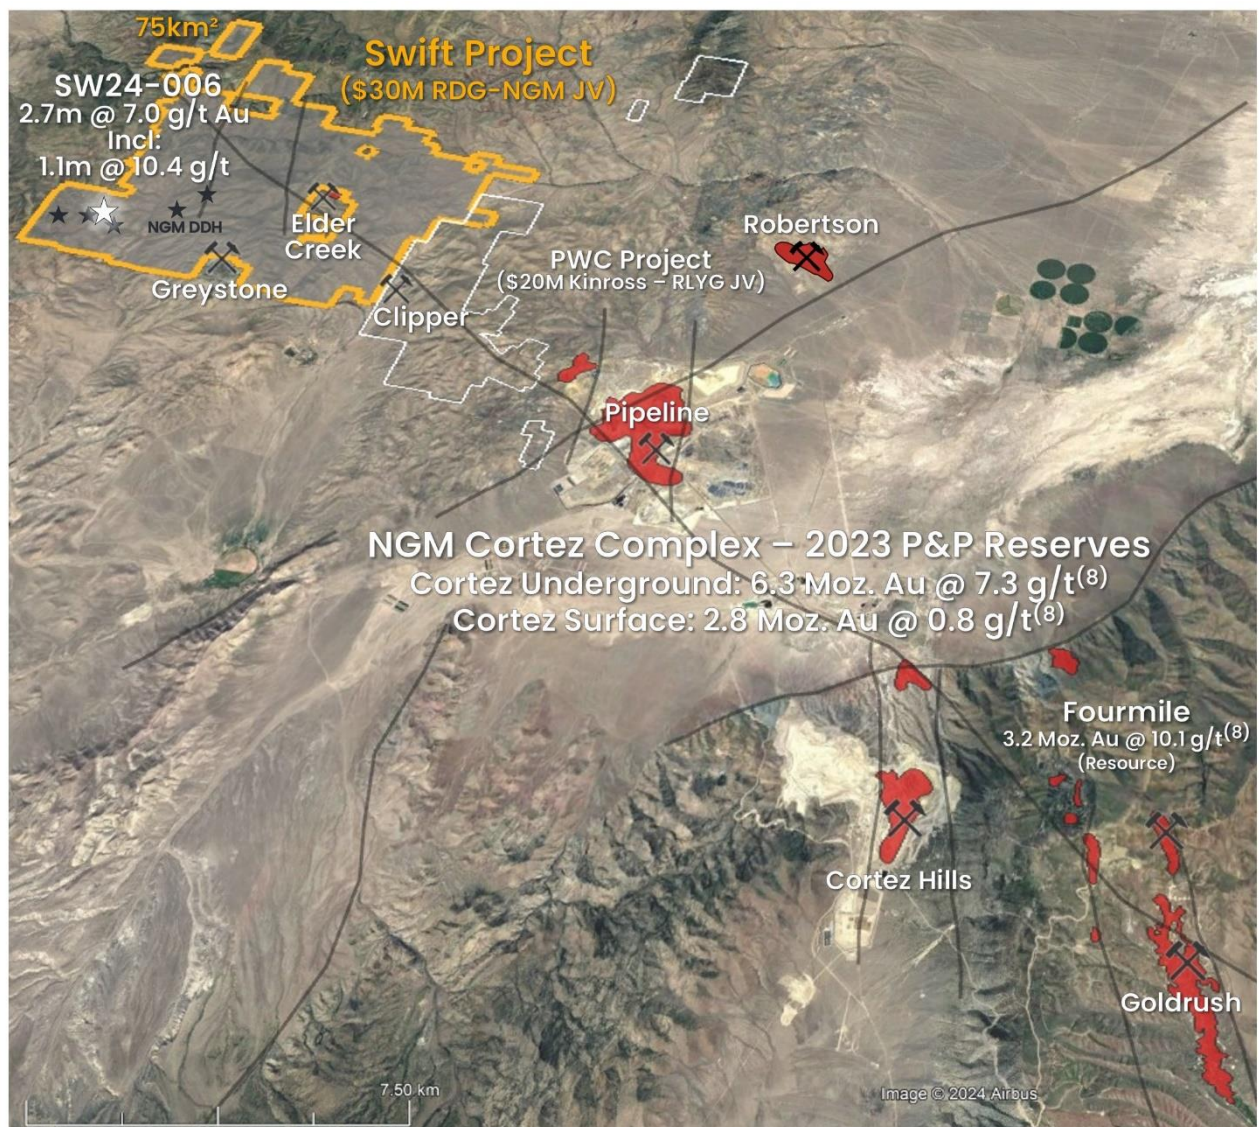 75km²
Swift Project
($30M RDG-NGM JV)
SW24-006
2.7m @ 7.0 g/t Au
Incl:
1.1m @ 10.4 g/t
NGM DDH
Elder
Creek
Greystone
Clipper
PWC Project
($20M Kinross – RLYG JV)
Robertson
Pipeline
NGM Cortez Complex – 2023 P&P Reserves
Cortez Underground: 6.3 Moz. Au @ 7.3 g/t(8)
Cortez Surface: 2.8 Moz. Au @ 0.8 g/t(8)
Fourmile
3.2 Moz. Au @ 10.1 g/t(8)
(Resource)
Cortez Hills
Goldrush
7.50 km
Image © 2024 Airbus